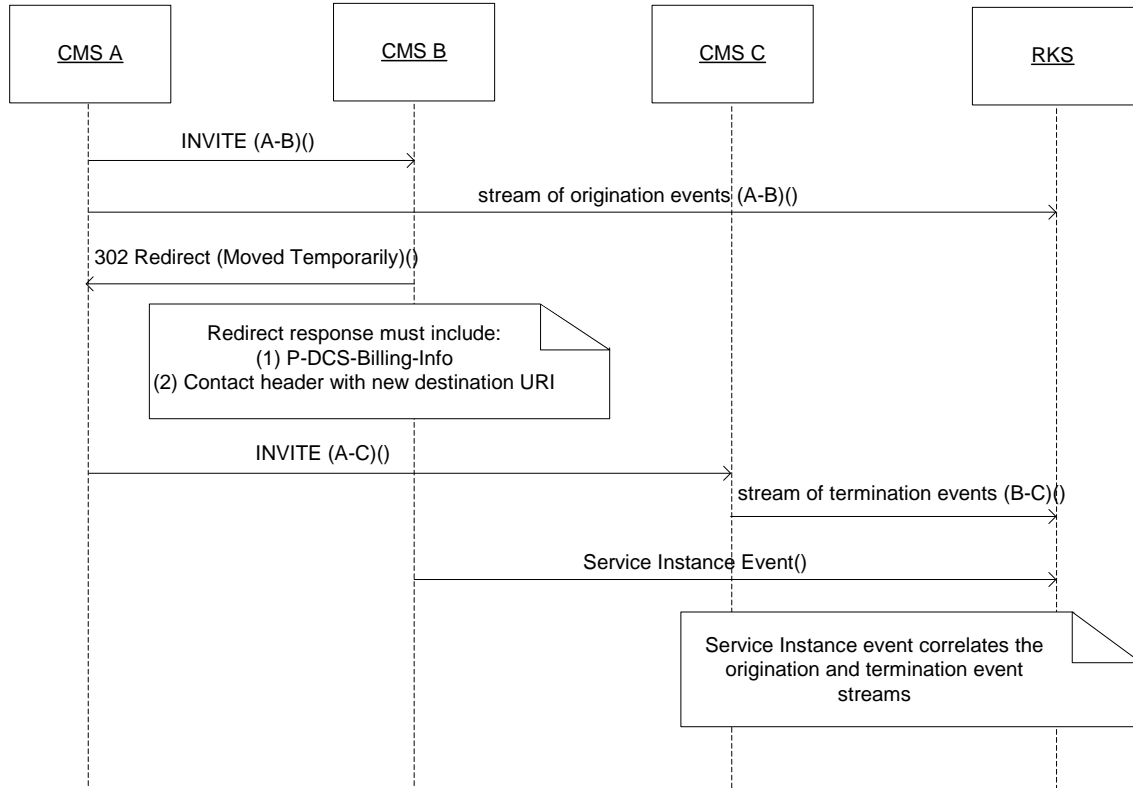 CMS A
CMS B
CMS C
RKS
INVITE (A-B)()
stream of origination events (A-B)()
302 Redirect (Moved Temporarily)()
Redirect response must include:
(1) P-DCS-Billing-Info
(2) Contact header with new destination URI
INVITE (A-C)()
stream of termination events (B-C)()
Service Instance Event()
Service Instance event correlates the
origination and termination event
streams